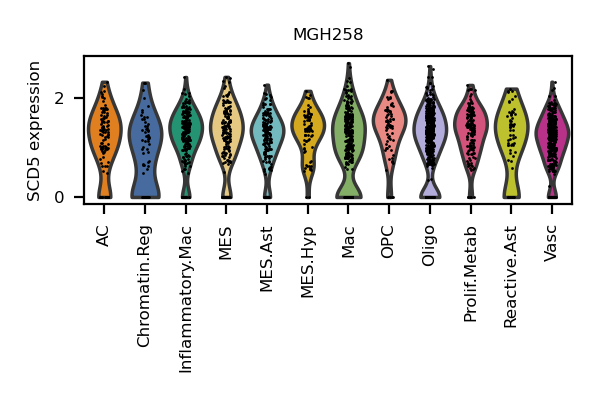 MGH258
SCD5 expression
2
0
AC
Chromatin.Reg
Inflammatory.Mac
MES
MES.Ast
MES.Hyp
Mac
OPC
Oligo
Prolif.Metab
Reactive.Ast
Vasc